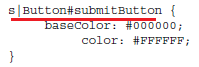 s|Button#submitButton {
baseColor: #000000;
color: #FFFFFF;
}